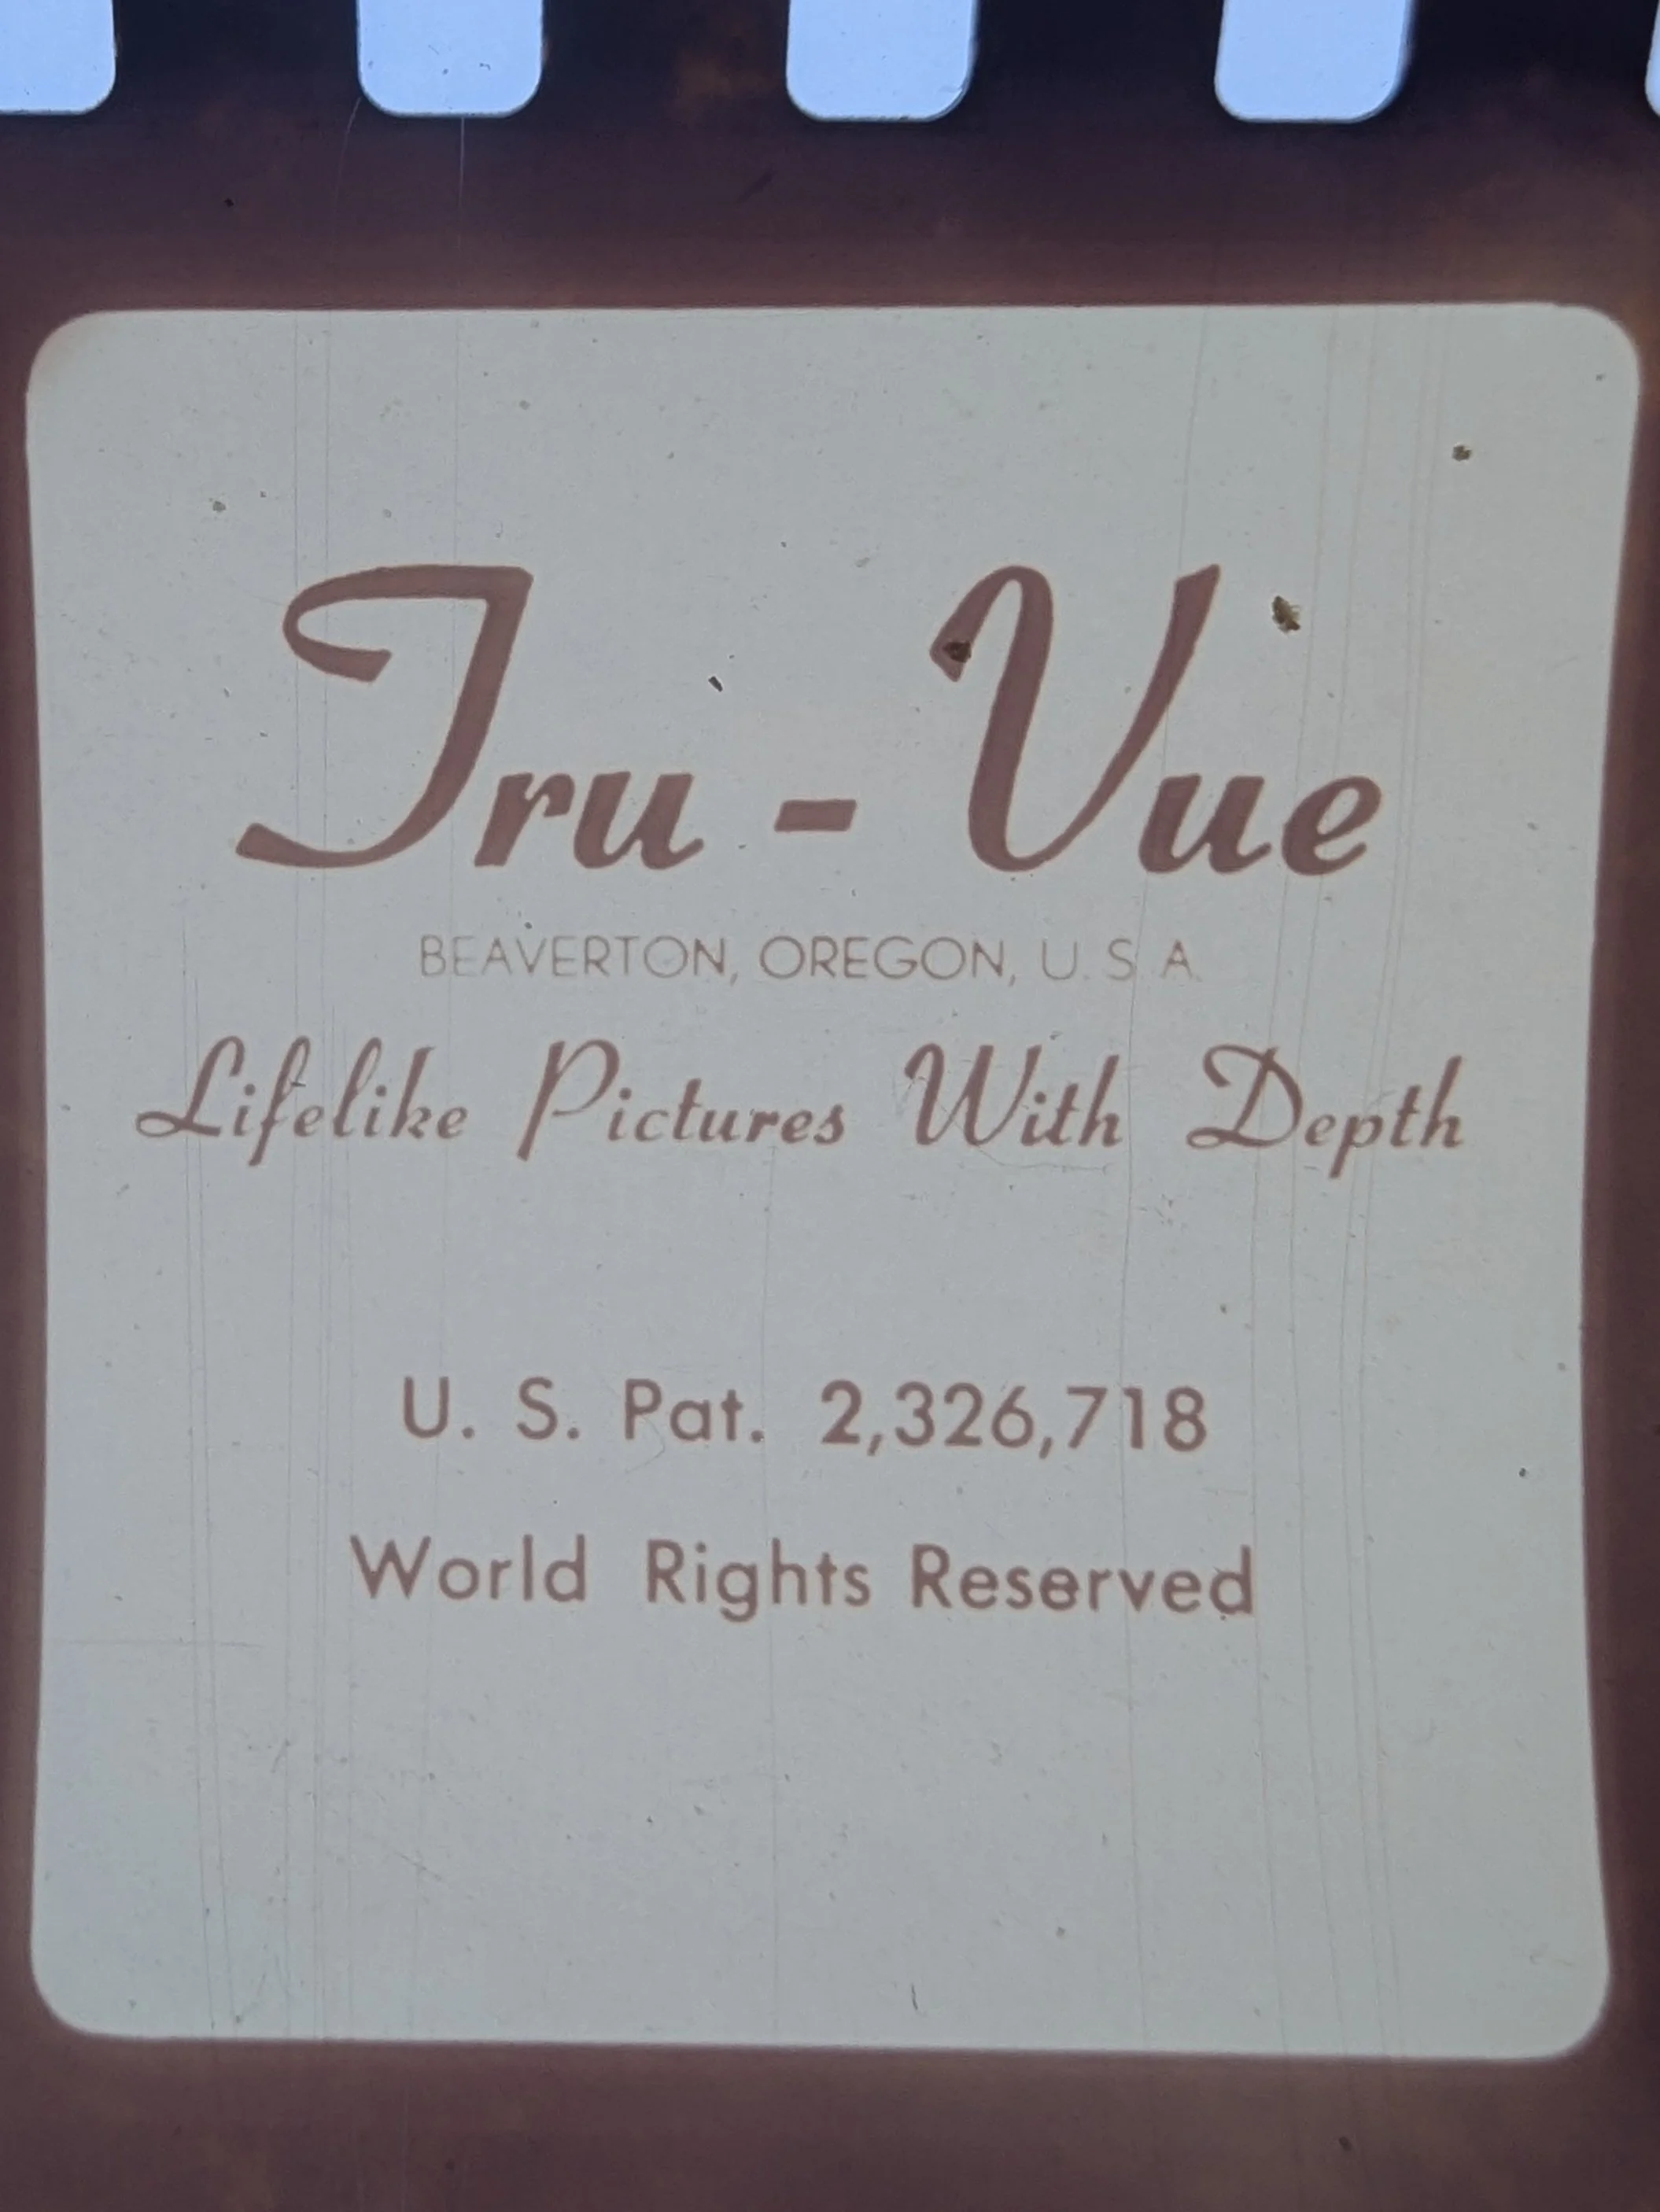 Tru - Vue
BEAVERTON, OREGON, U. S. A.
Lifelike Pictures With Depth
U. S. Pat. 2,326,718
World Rights Reserved